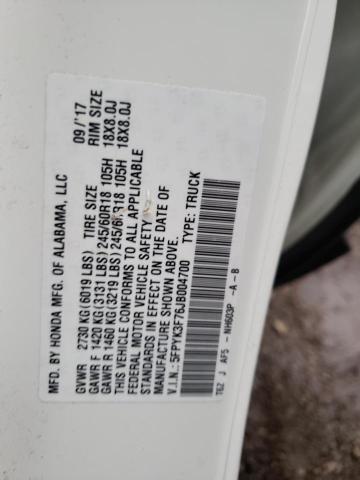 MFD. BY HONDA MFG. OF ALABAMA, LLC 09/'17
GVWR 2730 KG(6019 LBS) TIRE SIZE RIM SIZE
GAWR F 1420 KG(3131 LBS) 245/60R18 105H 18X8.0J
GAWR R 1460 KG(3219 LBS) 245/60R18 105H 18X8.0J
THIS VEHICLE CONFORMS TO ALL APPLICABLE
FEDERAL MOTOR VEHICLE SAFETY
STANDARDS IN EFFECT ON THE DATE OF
MANUFACTURE SHOWN ABOVE.
V.I.N.: 5FPYK3F76JB004700 TYPE: TRUCK
T6Z J AF5 - NH603P -A -B